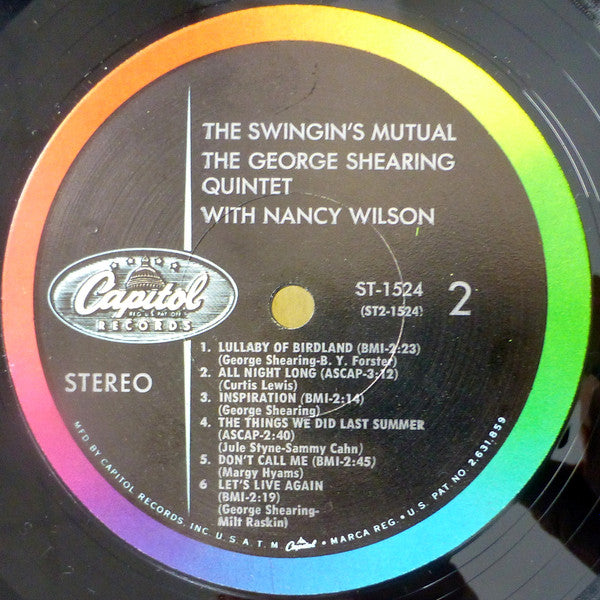 THE SWINGIN'S MUTUAL
THE GEORGE SHEARING
QUINTET
WITH NANCY WILSON
Capitol
REG. U.S. PAT. OFF.
RECORDS
ST-1524
(ST2-1524)
2
STEREO
1. LULLABY OF BIRDLAND (BMI-2:23)
(George Shearing-B. Y. Forster)
2. ALL NIGHT LONG (ASCAP-3:12)
(Curtis Lewis)
3. INSPIRATION (BMI-2:14)
(George Shearing)
4. THE THINGS WE DID LAST SUMMER
(ASCAP-2:40)
(Jule Styne-Sammy Cahn)
5. DON'T CALL ME (BMI-2:45)
(Margy Hyams)
6 LET'S LIVE AGAIN
(BMI-2:19)
(George Shearing-
Milt Raskin)
MFD BY CAPITOL RECORDS, INC. U.S.A. T.M. Capitol • MARCA REG. • U.S. PAT. NO. 2,631,859